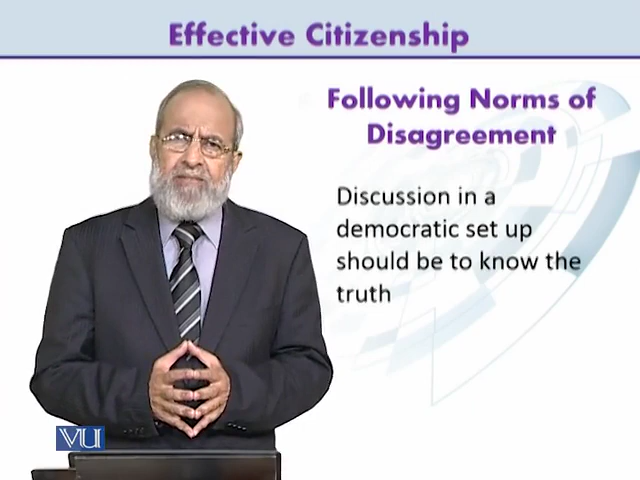 Effective Citizenship
Following Norms of
Disagreement
Discussion in a
democratic set up
should be to know the
truth
VU